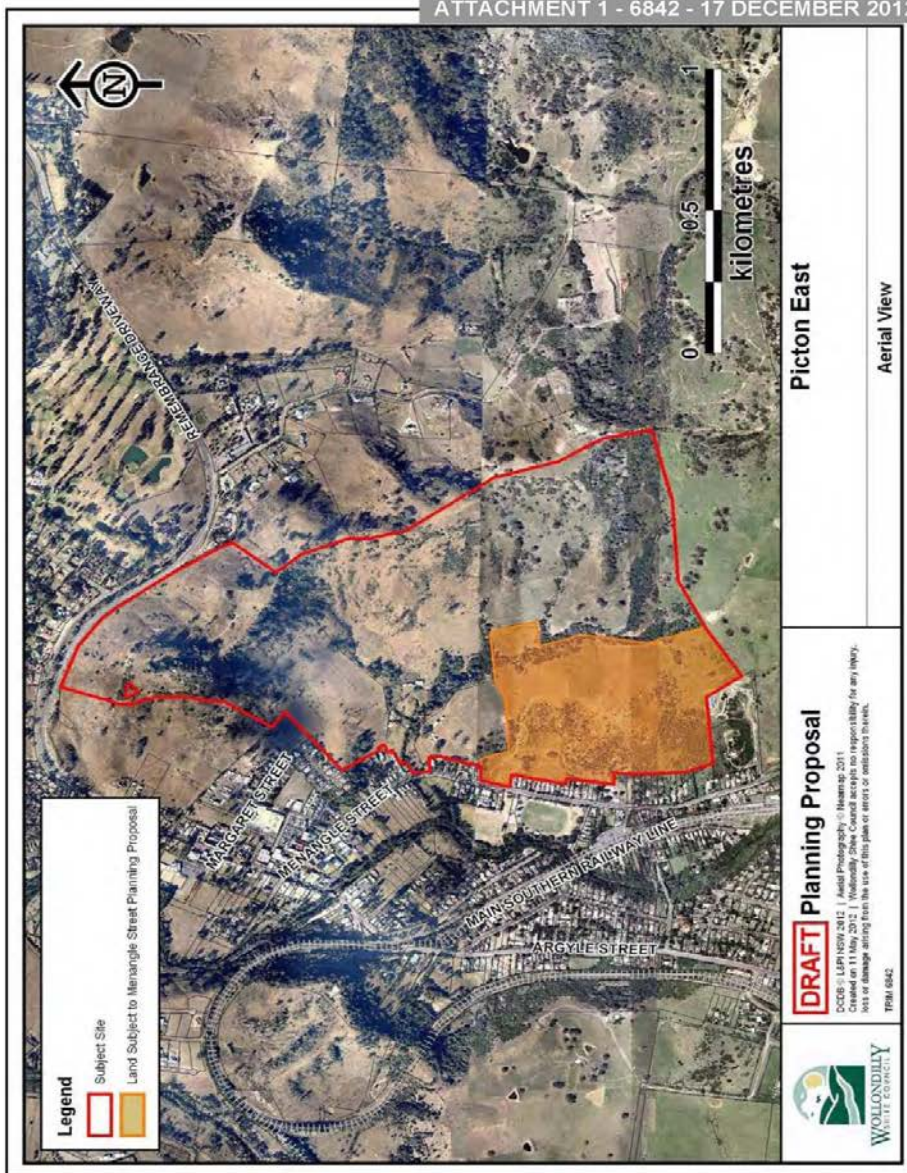 ATTACHMENT 1 - 6842 - 17 DECEMBER 2012
Legend
Subject Site
Land Subject to Menangle Street Planning Proposal
N
REMEMBRANCE DRIVEWAY
MARGARET STREET
MENANGLE STREET
MAIN SOUTHERN RAILWAY LINE
ARGYLE STREET
0 0.5 1
kilometres
WOLLONDILLY
SHIRE COUNCIL
DRAFT Planning Proposal
DCDB © L&PI NSW 2012 | Aerial Photography © Nearmap 2011
Created on 11 May 2012 | Wollondilly Shire Council accepts no responsibility for any injury,
loss or damage arising from the use of this plan or errors or omissions therein.
TRIM 6842
Picton East
Aerial View